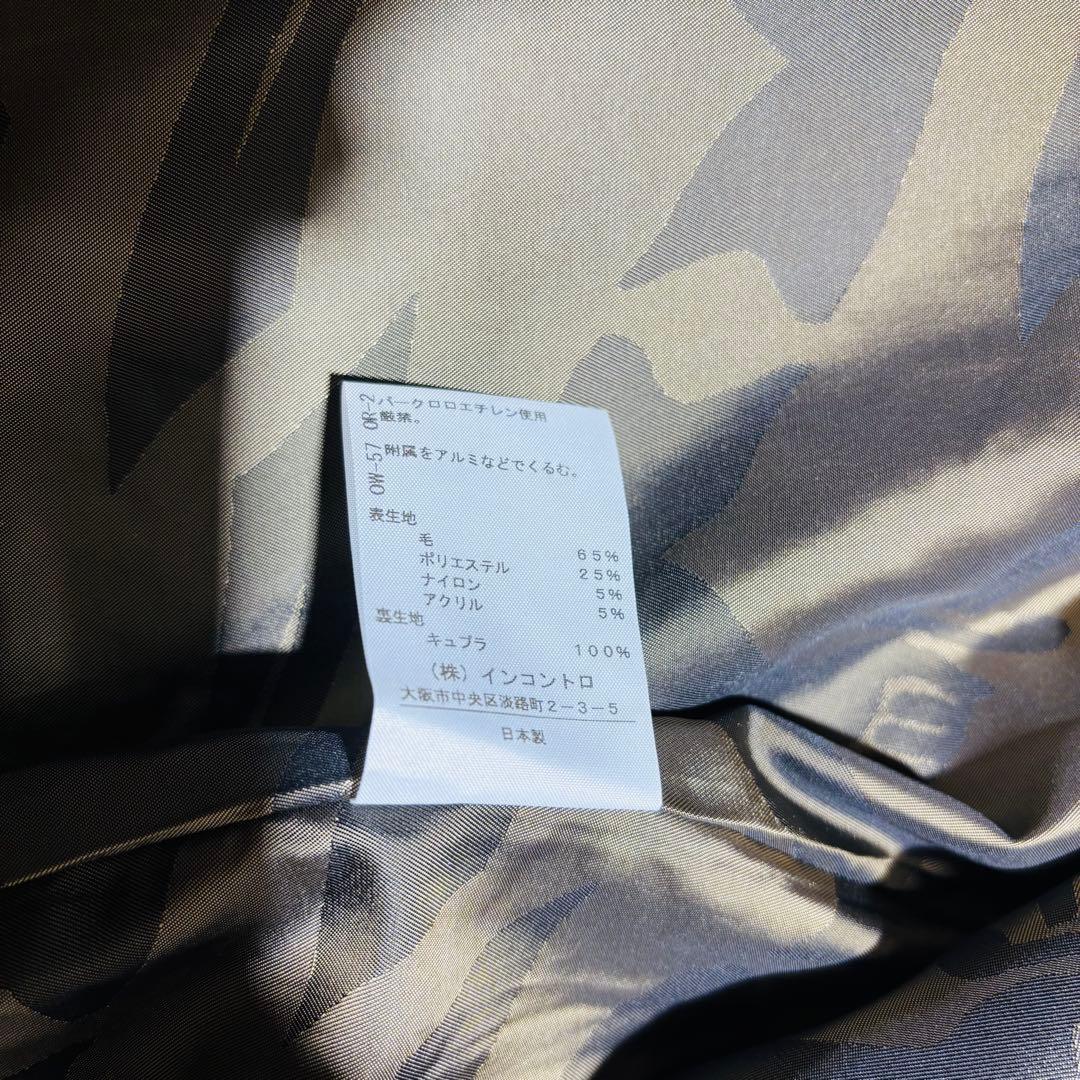 パークロロエチレン使用
厳禁。
附属をアルミなどでくるむ。
OW-57 OR-2
表生地
毛 65%
ポリエステル 25%
ナイロン 5%
アクリル 5%
裏生地
キュプラ 100%
（株）インコントロ
大阪市中央区淡路町2－3－5
日本製